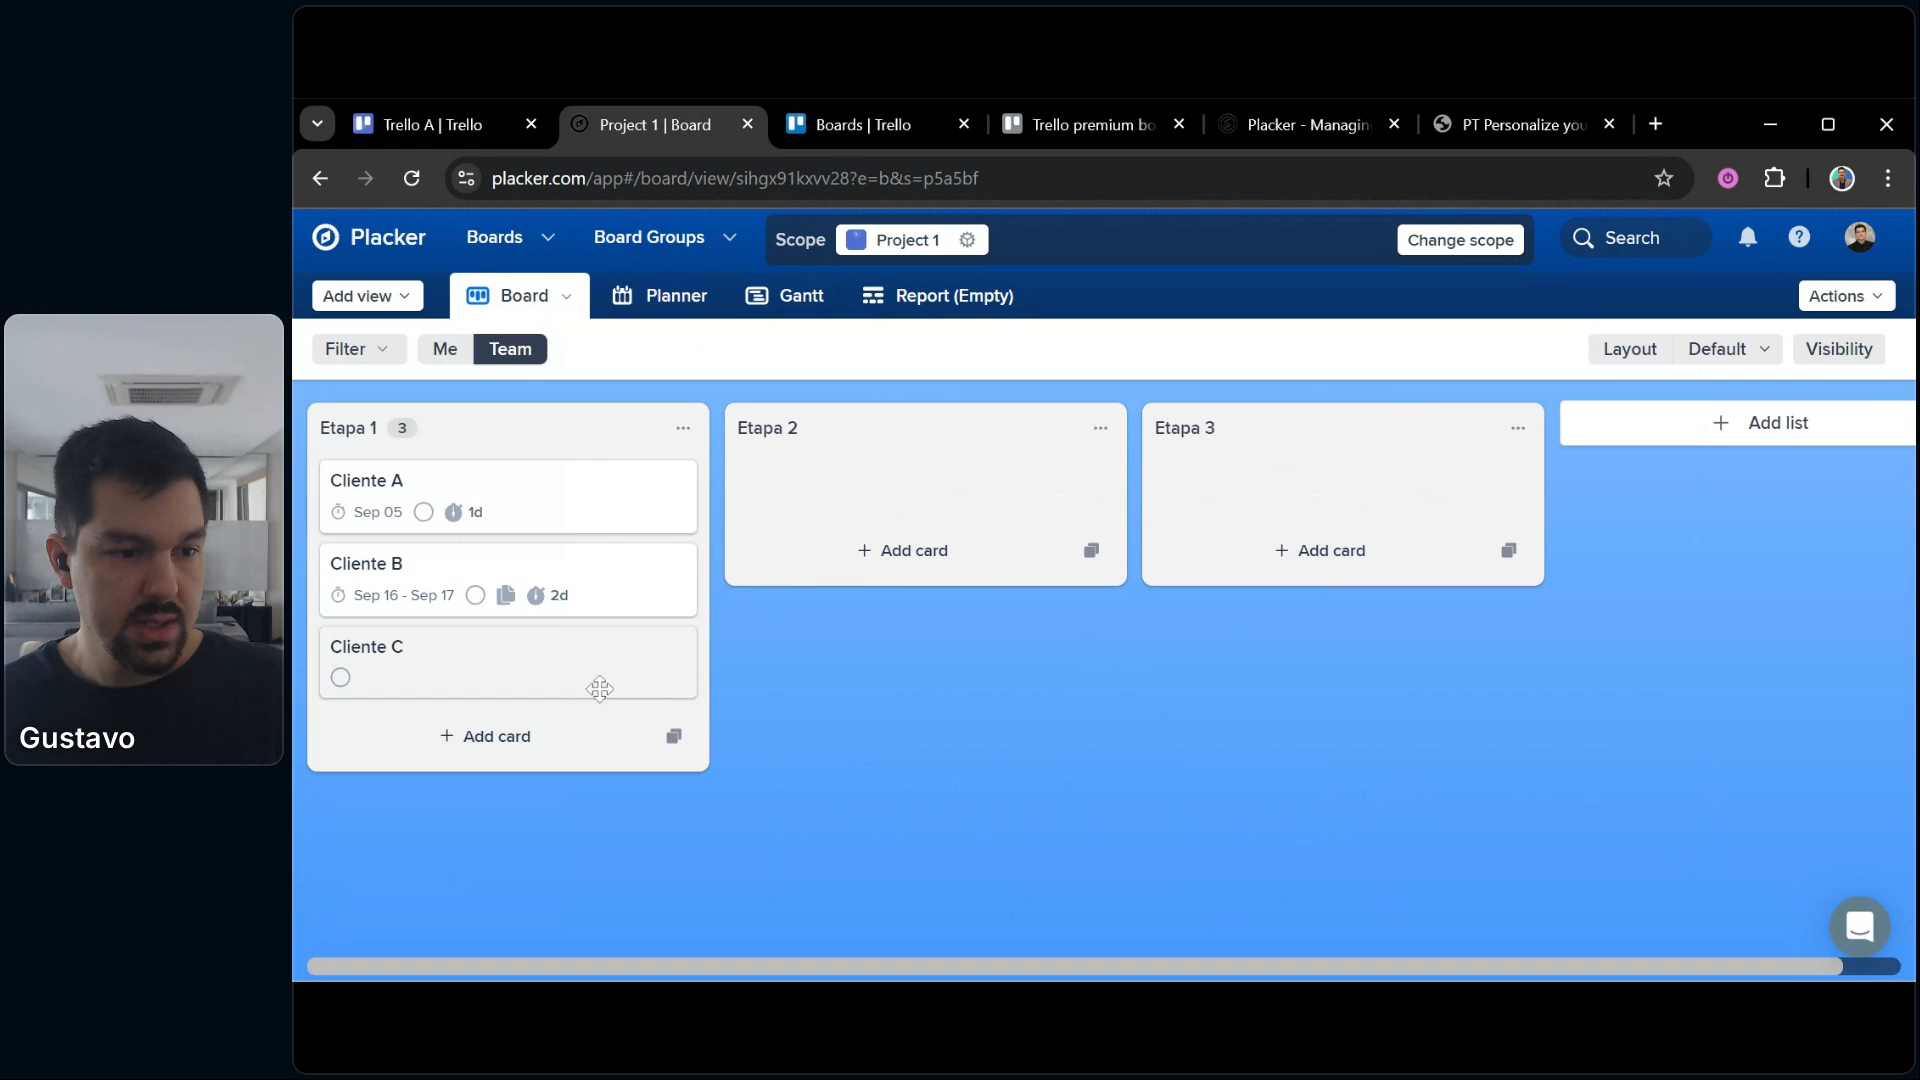 Trello A | Trello
Project 1 | Board
Boards | Trello
Trello premium bo
Placker - Managin
PT Personalize you
placker.com/app#/board/view/sihgx91kxvv28?e=b&s=p5a5bf
Placker
Boards
Board Groups
Scope
Project 1
Change scope
Search
Add view
Board
Planner
Gantt
Report (Empty)
Actions
Filter
Me
Team
Layout
Default
Visibility
Etapa 1 3
Cliente A
Sep 05 1d
Cliente B
Sep 16 - Sep 17 2d
Cliente C
+ Add card
Etapa 2
+ Add card
Etapa 3
+ Add card
+ Add list
Gustavo